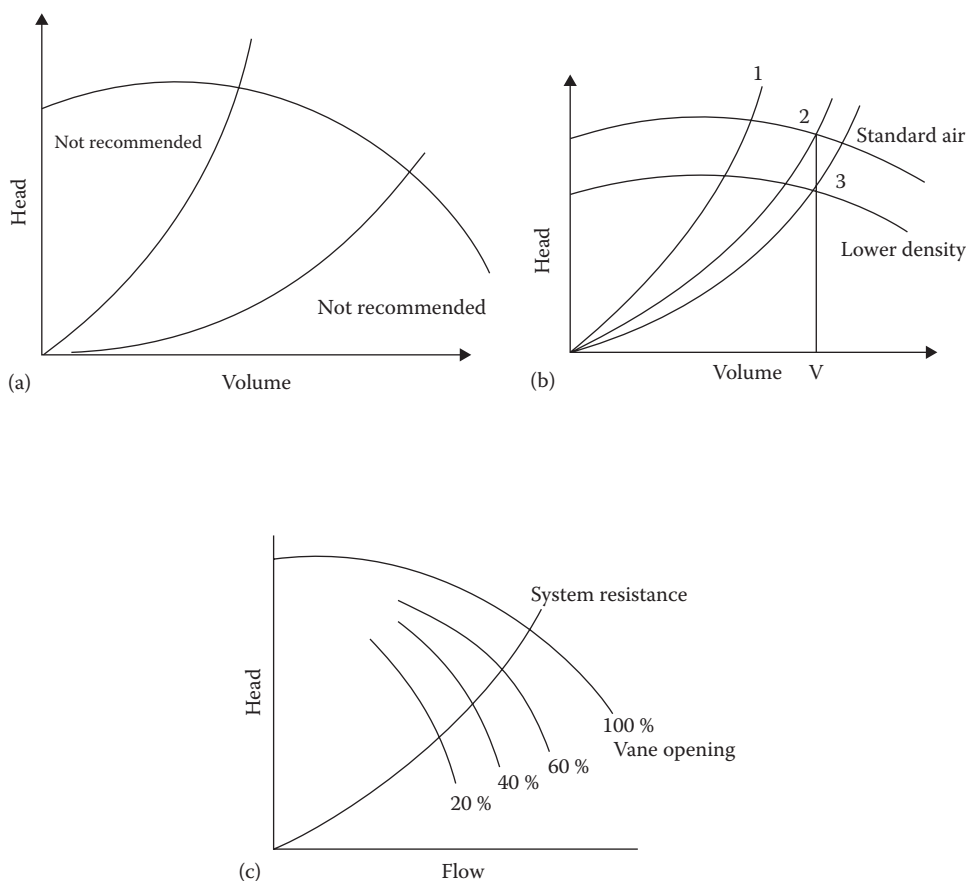 Head
Not recommended
Not recommended
Volume
(a)
Head
1
2
Standard air
3
Lower density
Volume
V
(b)
Head
System resistance
100 %
Vane opening
60 %
40 %
20 %
Flow
(c)